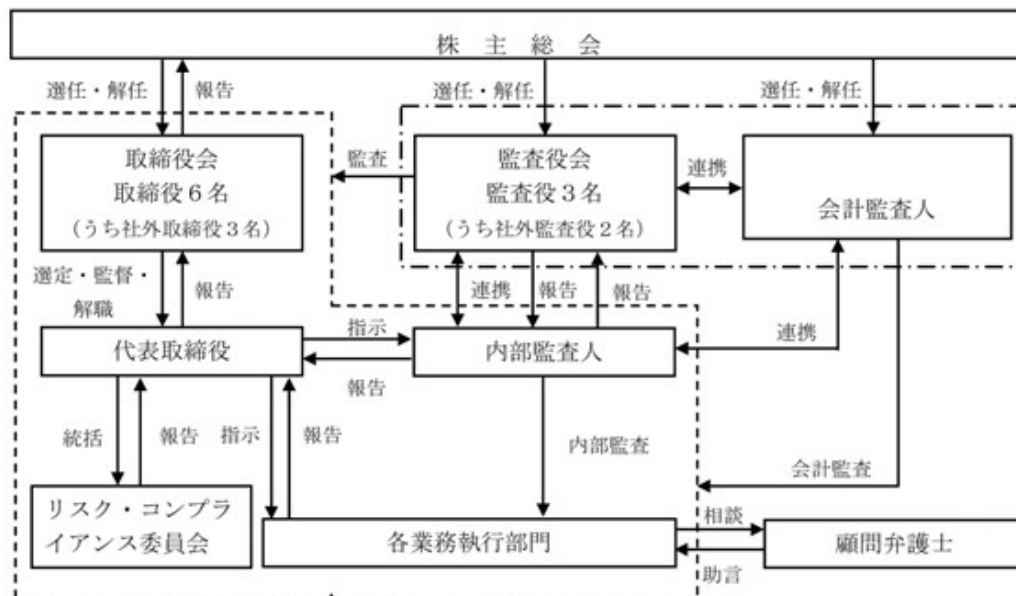 株 主 総 会
選任・解任
報告
選任・解任
選任・解任
取締役会
取締役６名
（うち社外取締役３名）
監査
監査役会
監査役３名
（うち社外監査役２名）
連携
会計監査人
選定・監督・
解職
報告
連携
報告
報告
代表取締役
指示
報告
内部監査人
連携
統括
報告
指示
報告
内部監査
会計監査
リスク・コンプラ
イアンス委員会
各業務執行部門
相談
助言
顧問弁護士